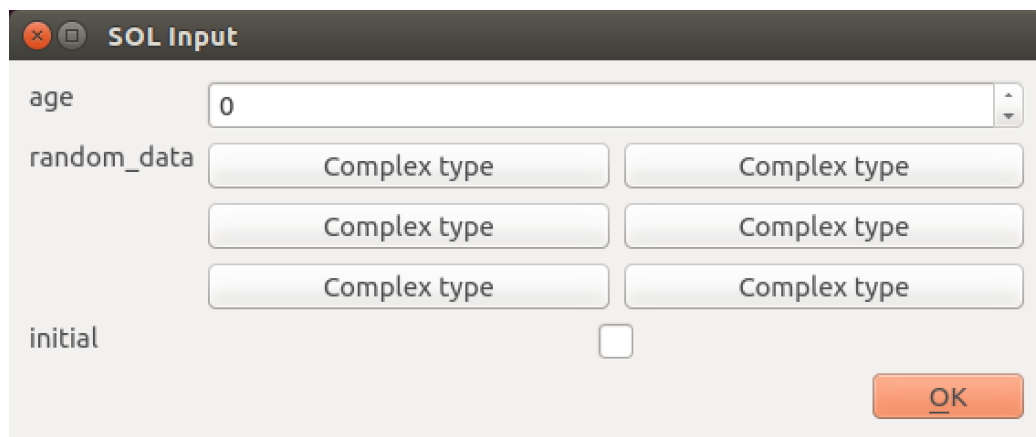 SOL Input
age 0
random_data Complex type Complex type
Complex type Complex type
Complex type Complex type
initial
OK